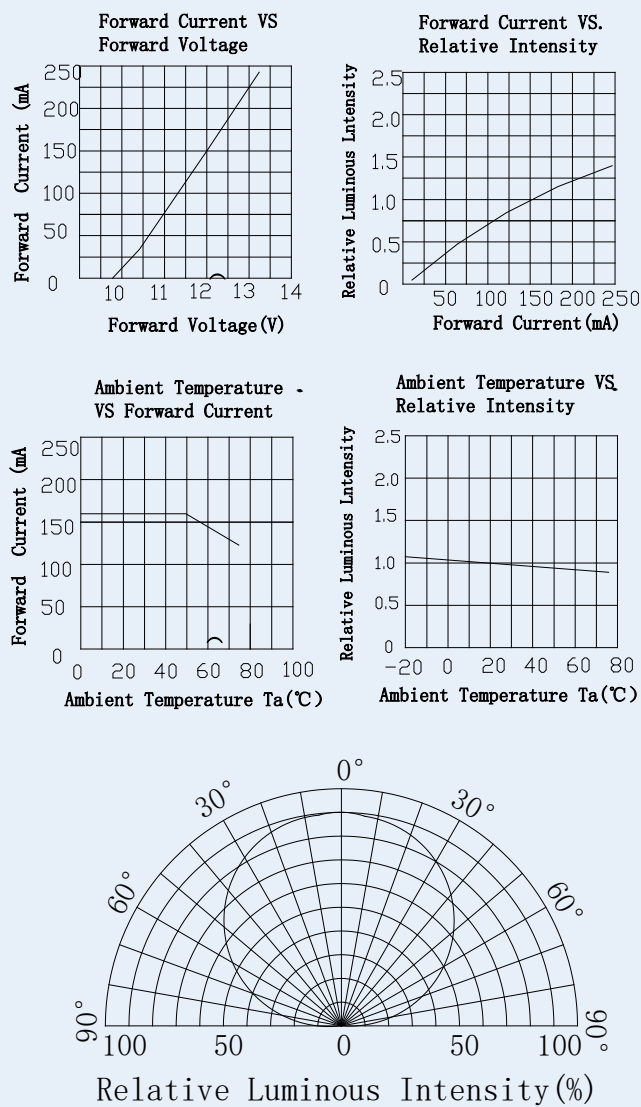 Forward Current VS
Forward Voltage
Forward Current (mA
250
200
150
100
50
0
10 11 12 13 14
Forward Voltage(V)
Forward Current VS.
Relative Intensity
Relative Luminous Lntensity
2.5
2.0
1.5
1.0
0.5
0
50 100 150 200 250
Forward Current(mA)
Ambient Temperature
VS Forward Current
Forward Current (mA
250
200
150
100
50
0
0 20 40 60 80 100
Ambient Temperature Ta(℃)
Ambient Temperature VS.
Relative Intensity
Relative Luminous Lntensity
2.5
2.0
1.5
1.0
0.5
0
-20 0 20 40 60 80
Ambient Temperature Ta(℃)
0°
30° 30°
60° 60°
90° 90°
100 50 0 50 100
Relative Luminous Intensity(%)